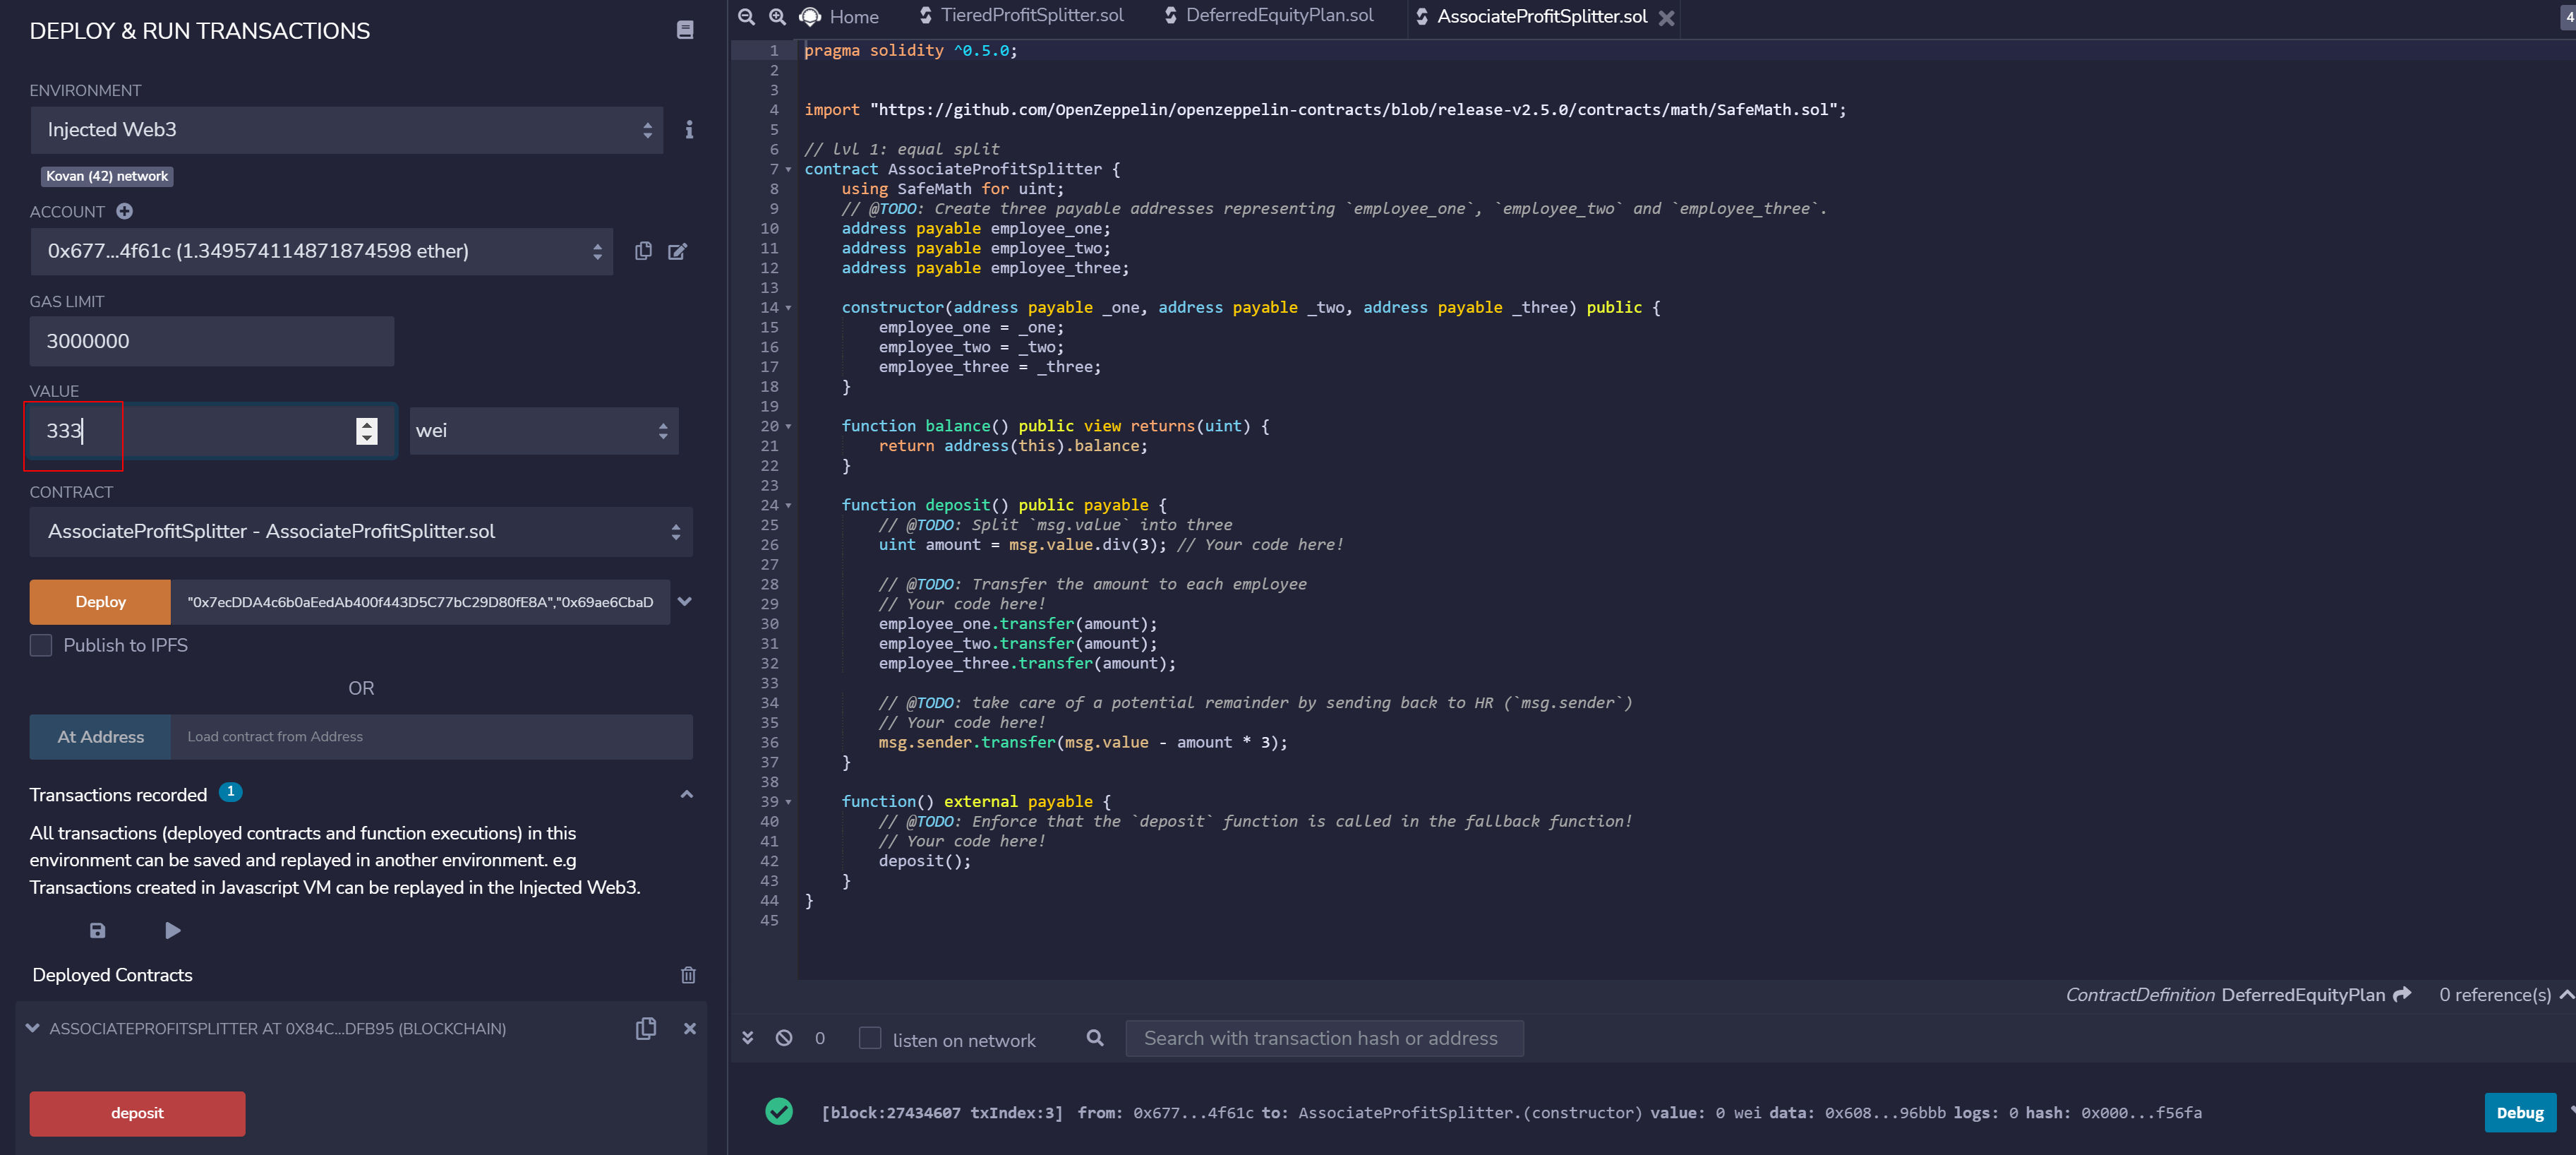 DEPLOY & RUN TRANSACTIONS
ENVIRONMENT
Injected Web3
Kovan (42) network
ACCOUNT
0x677...4f61c (1.349574114871874598 ether)
GAS LIMIT
3000000
VALUE
333
wei
CONTRACT
AssociateProfitSplitter - AssociateProfitSplitter.sol
Deploy
"0x7ecDDA4c6b0aEedAb400f443D5C77bC29D80fE8A","0x69ae6CbaD
Publish to IPFS
OR
At Address
Load contract from Address
Transactions recorded 1
All transactions (deployed contracts and function executions) in this
environment can be saved and replayed in another environment. e.g
Transactions created in Javascript VM can be replayed in the Injected Web3.
Deployed Contracts
ASSOCIATEPROFITSPLITTER AT 0X84C...DFB95 (BLOCKCHAIN)
deposit
Home
TieredProfitSplitter.sol
DeferredEquityPlan.sol
AssociateProfitSplitter.sol
4
1 pragma solidity ^0.5.0;
2
3
4 import "https://github.com/OpenZeppelin/openzeppelin-contracts/blob/release-v2.5.0/contracts/math/SafeMath.sol";
5
6 // lvl 1: equal split
7 contract AssociateProfitSplitter {
8 using SafeMath for uint;
9 // @TODO: Create three payable addresses representing `employee_one`, `employee_two` and `employee_three`.
10 address payable employee_one;
11 address payable employee_two;
12 address payable employee_three;
13
14 constructor(address payable _one, address payable _two, address payable _three) public {
15 employee_one = _one;
16 employee_two = _two;
17 employee_three = _three;
18 }
19
20 function balance() public view returns(uint) {
21 return address(this).balance;
22 }
23
24 function deposit() public payable {
25 // @TODO: Split `msg.value` into three
26 uint amount = msg.value.div(3); // Your code here!
27
28 // @TODO: Transfer the amount to each employee
29 // Your code here!
30 employee_one.transfer(amount);
31 employee_two.transfer(amount);
32 employee_three.transfer(amount);
33
34 // @TODO: take care of a potential remainder by sending back to HR (`msg.sender`)
35 // Your code here!
36 msg.sender.transfer(msg.value - amount * 3);
37 }
38
39 function() external payable {
40 // @TODO: Enforce that the `deposit` function is called in the fallback function!
41 // Your code here!
42 deposit();
43 }
44 }
45
ContractDefinition DeferredEquityPlan 0 reference(s)
0 listen on network Search with transaction hash or address
[block:27434607 txIndex:3] from: 0x677...4f61c to: AssociateProfitSplitter.(constructor) value: 0 wei data: 0x608...96bbb logs: 0 hash: 0x000...f56fa
Debug